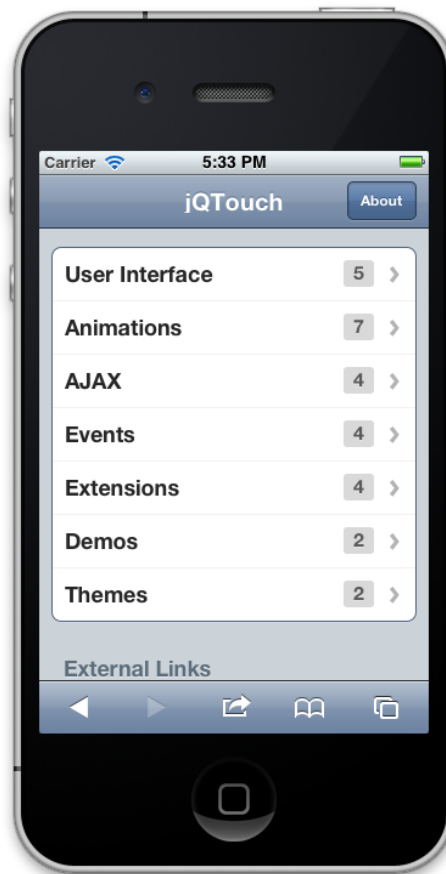 Carrier 5:33 PM
jQTouch About
User Interface 5
Animations 7
AJAX 4
Events 4
Extensions 4
Demos 2
Themes 2
External Links